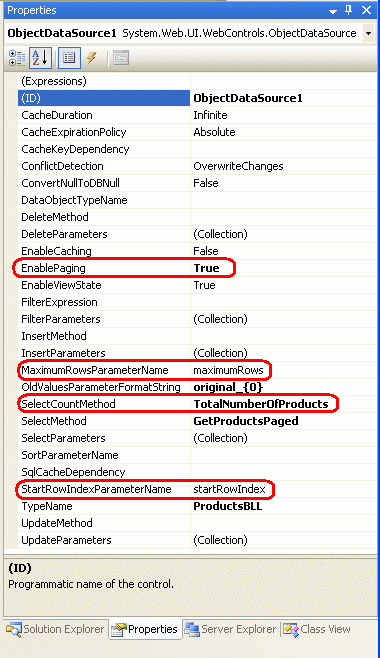 Properties
ObjectDataSource1 System.Web.UI.WebControls.ObjectDataSource
(Expressions)
(ID) ObjectDataSource1
CacheDuration Infinite
CacheExpirationPolicy Absolute
CacheKeyDependency
ConflictDetection OverwriteChanges
ConvertNullToDBNull False
DataObjectTypeName
DeleteMethod
DeleteParameters (Collection)
EnableCaching False
EnablePaging True
EnableViewState True
FilterExpression
FilterParameters (Collection)
InsertMethod
InsertParameters (Collection)
MaximumRowsParameterName maximumRows
OldValuesParameterFormatString original_{0}
SelectCountMethod TotalNumberOfProducts
SelectMethod GetProductsPaged
SelectParameters (Collection)
SortParameterName
SqlCacheDependency
StartRowIndexParameterName startRowIndex
TypeName ProductsBLL
UpdateMethod
UpdateParameters (Collection)
(ID)
Programmatic name of the control.
Solution Explorer Properties Server Explorer Class View